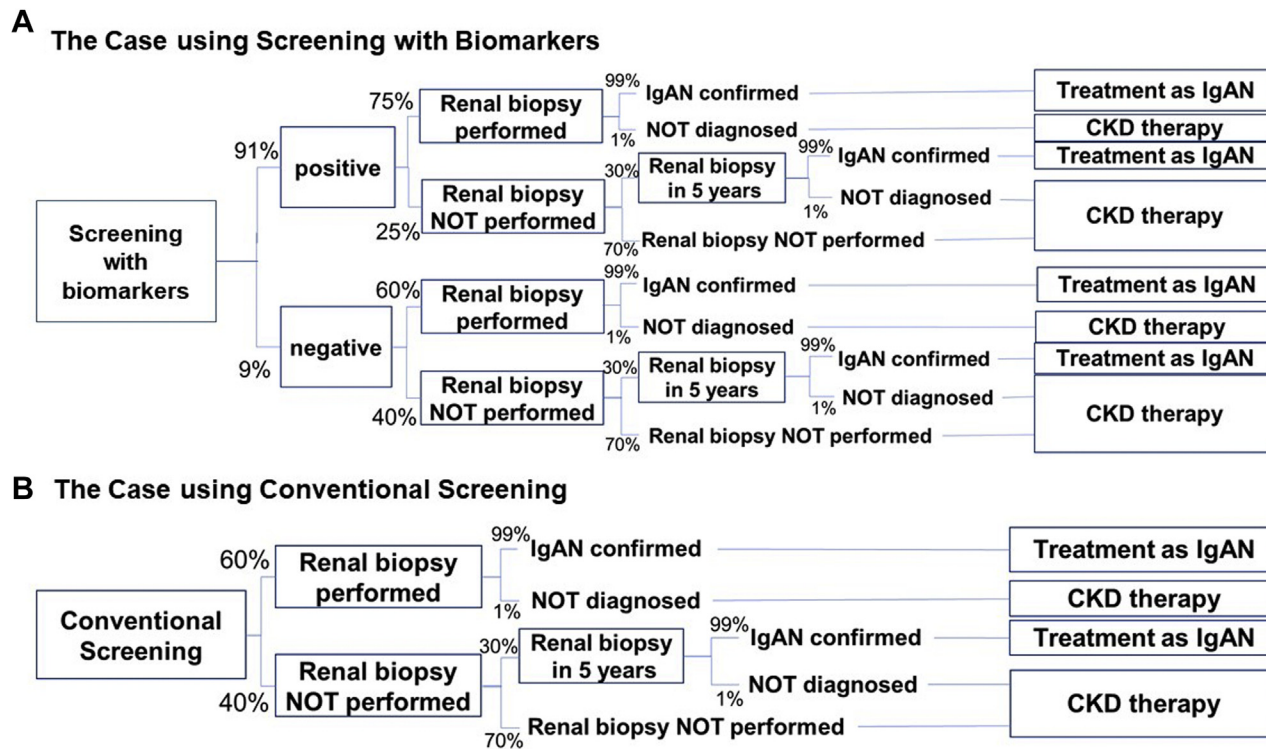 A
The Case using Screening with Biomarkers
99%
IgAN confirmed
Treatment as IgAN
75%
Renal biopsy
performed
1%
NOT diagnosed
CKD therapy
91%
positive
99%
IgAN confirmed
Treatment as IgAN
30%
Renal biopsy
in 5 years
Renal biopsy
NOT performed
25%
1%
NOT diagnosed
CKD therapy
70%
Renal biopsy NOT performed
Screening
with
biomarkers
99%
IgAN confirmed
Treatment as IgAN
60%
Renal biopsy
performed
1%
NOT diagnosed
CKD therapy
negative
9%
99%
IgAN confirmed
Treatment as IgAN
30%
Renal biopsy
in 5 years
Renal biopsy
NOT performed
40%
1%
NOT diagnosed
CKD therapy
70%
Renal biopsy NOT performed
B
The Case using Conventional Screening
99%
IgAN confirmed
Treatment as IgAN
60%
Renal biopsy
performed
1%
NOT diagnosed
CKD therapy
Conventional
Screening
99%
IgAN confirmed
Treatment as IgAN
30%
Renal biopsy
in 5 years
Renal biopsy
NOT performed
40%
1%
NOT diagnosed
CKD therapy
70%
Renal biopsy NOT performed